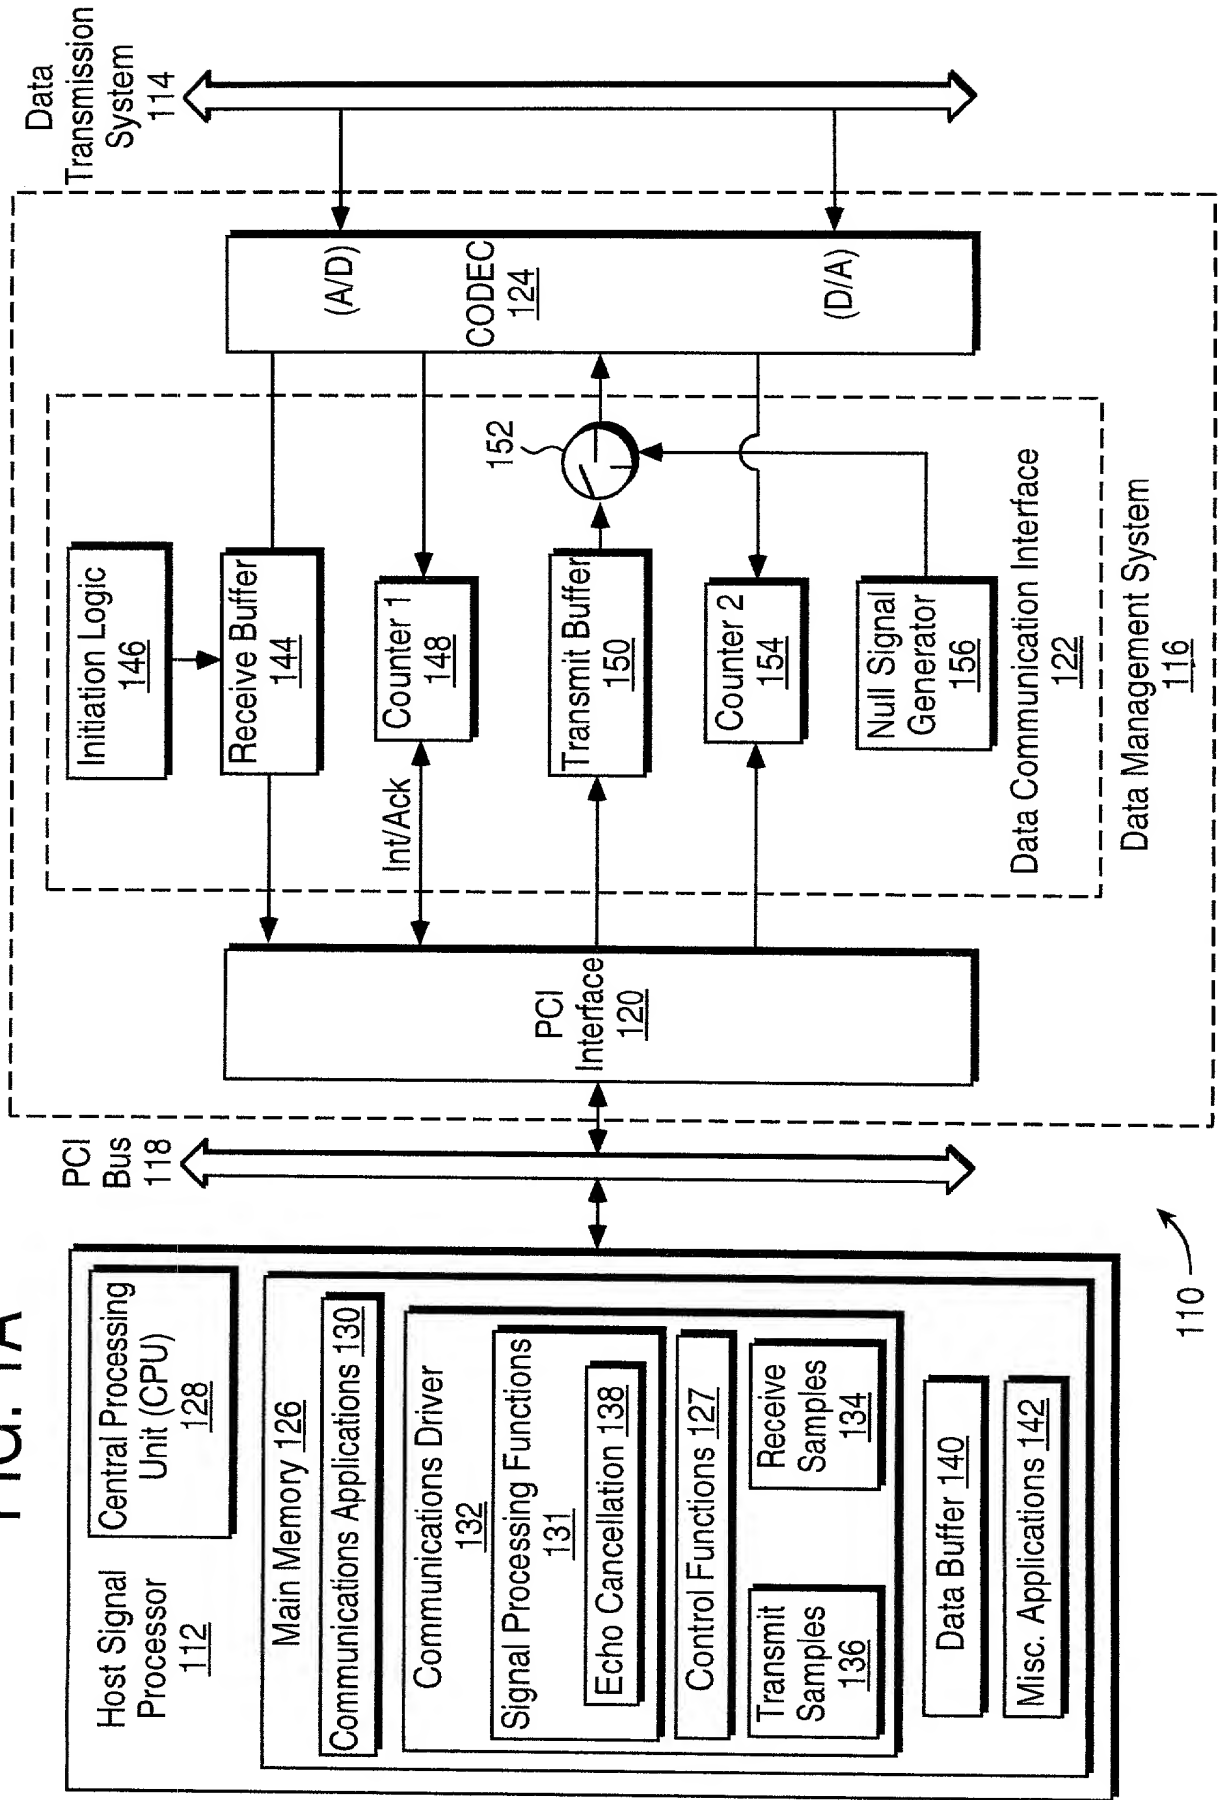 FIG. 1A
Host Signal
Processor
112
Central Processing
Unit (CPU)
128
Main Memory 126
Communications Applications 130
Communications Driver
132
Signal Processing Functions
131
Echo Cancellation 138
Control Functions 127
Transmit
Samples
136
Receive
Samples
134
Data Buffer 140
Misc. Applications 142
110
PCI
Bus
118
PCI
Interface
120
Initiation Logic
146
Receive Buffer
144
Int/Ack
Counter 1
148
Transmit Buffer
150
152
Counter 2
154
Null Signal
Generator
156
Data Communication Interface
122
Data Management System
116
(A/D)
CODEC
124
(D/A)
Data
Transmission
System
114